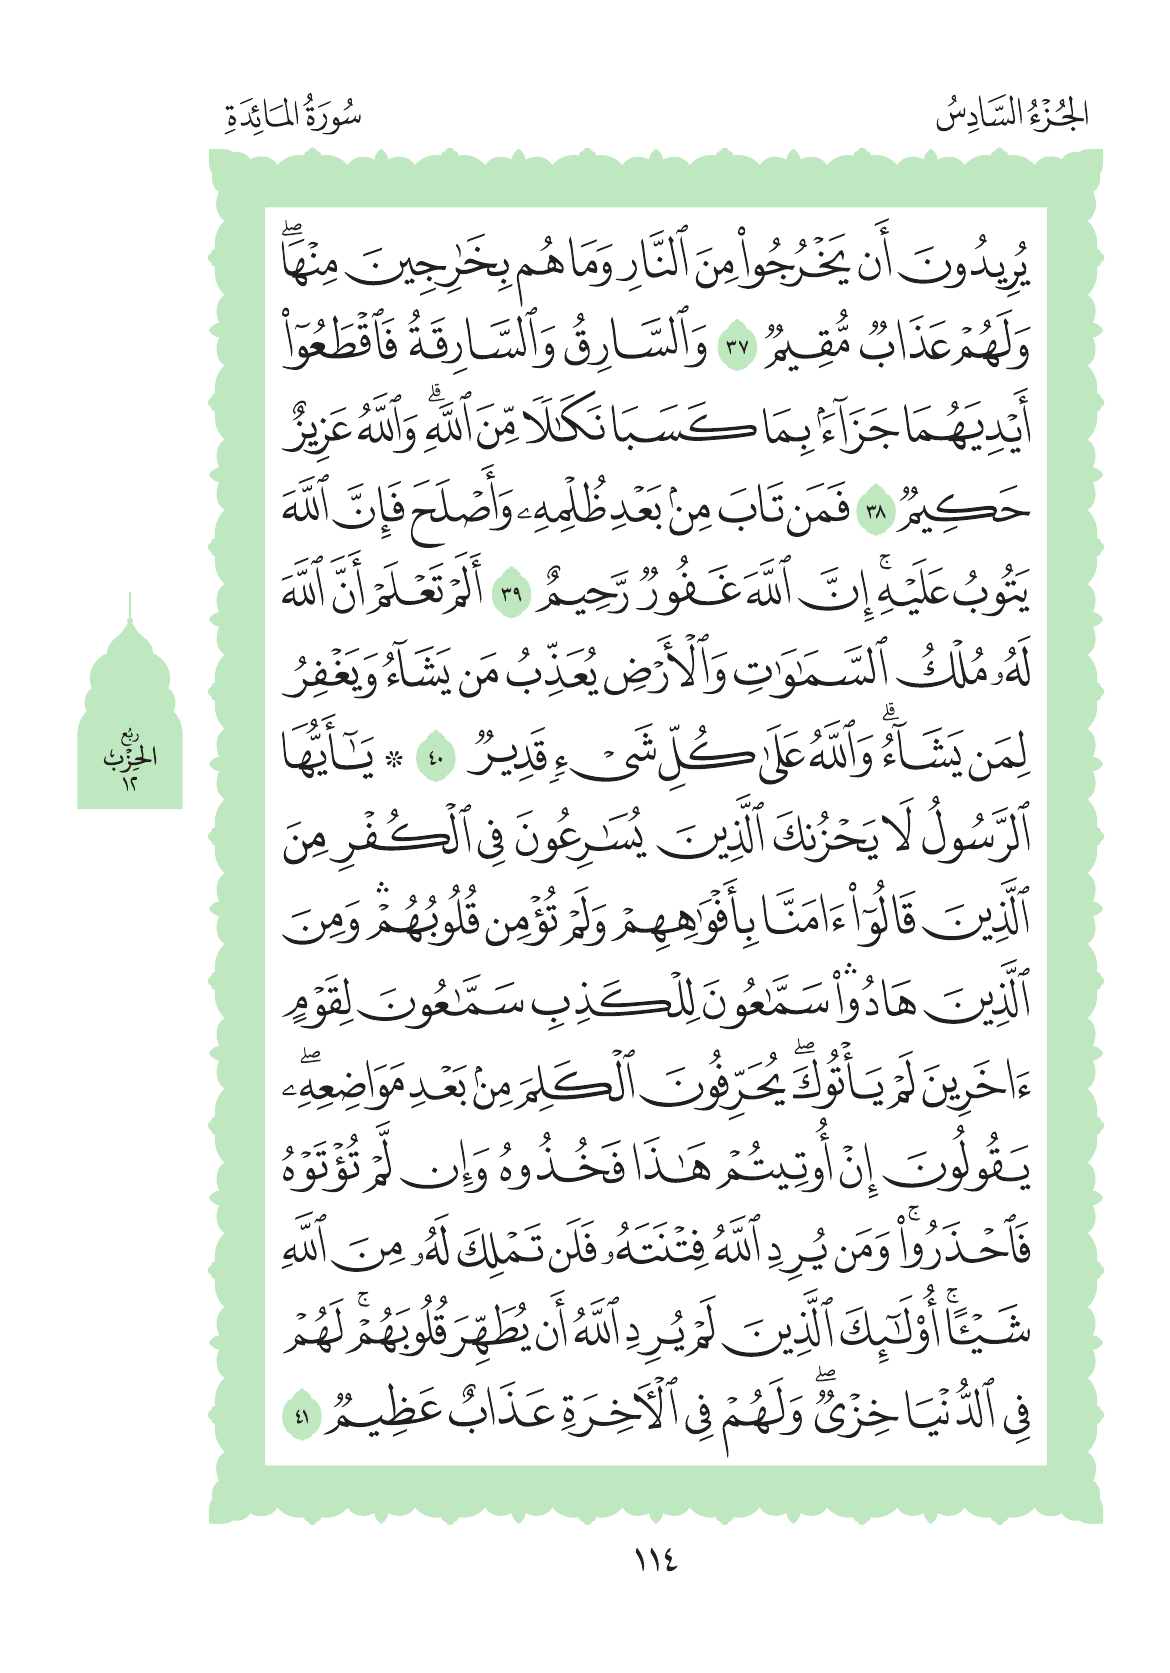 الجُزْءُ السَّادِسُ
سُورَةُ المَائِدَةِ
يُرِيدُونَ أَن يَخْرُجُوا۟ مِنَ ٱلنَّارِ وَمَا هُم بِخَـٰرِجِينَ مِنْهَا ۖ
وَلَهُمْ عَذَابٌ مُّقِيمٌ ٣٧ وَٱلسَّارِقُ وَٱلسَّارِقَةُ فَٱقْطَعُوٓا۟
أَيْدِيَهُمَا جَزَآءَۢ بِمَا كَسَبَا نَكَـٰلًا مِّنَ ٱللَّهِ ۗ وَٱللَّهُ عَزِيزٌ
حَكِيمٌ ٣٨ فَمَن تَابَ مِنۢ بَعْدِ ظُلْمِهِۦ وَأَصْلَحَ فَإِنَّ ٱللَّهَ
يَتُوبُ عَلَيْهِ ۚ إِنَّ ٱللَّهَ غَفُورٌ رَّحِيمٌ ٣٩ أَلَمْ تَعْلَمْ أَنَّ ٱللَّهَ
لَهُۥ مُلْكُ ٱلسَّمَـٰوَٰتِ وَٱلْأَرْضِ يُعَذِّبُ مَن يَشَآءُ وَيَغْفِرُ
لِمَن يَشَآءُ ۗ وَٱللَّهُ عَلَىٰ كُلِّ شَىْءٍ قَدِيرٌ ٤٠ ۞ يَـٰٓأَيُّهَا
ٱلرَّسُولُ لَا يَحْزُنكَ ٱلَّذِينَ يُسَـٰرِعُونَ فِى ٱلْكُفْرِ مِنَ
ٱلَّذِينَ قَالُوٓا۟ ءَامَنَّا بِأَفْوَٰهِهِمْ وَلَمْ تُؤْمِن قُلُوبُهُمْ ۛ وَمِنَ
ٱلَّذِينَ هَادُوا۟ ۛ سَمَّـٰعُونَ لِلْكَذِبِ سَمَّـٰعُونَ لِقَوْمٍ
ءَاخَرِينَ لَمْ يَأْتُوكَ ۖ يُحَرِّفُونَ ٱلْكَلِمَ مِنۢ بَعْدِ مَوَاضِعِهِۦ ۖ
يَقُولُونَ إِنْ أُوتِيتُمْ هَـٰذَا فَخُذُوهُ وَإِن لَّمْ تُؤْتَوْهُ
فَٱحْذَرُوا۟ ۚ وَمَن يُرِدِ ٱللَّهُ فِتْنَتَهُۥ فَلَن تَمْلِكَ لَهُۥ مِنَ ٱللَّهِ
شَيْـًٔا ۚ أُو۟لَـٰٓئِكَ ٱلَّذِينَ لَمْ يُرِدِ ٱللَّهُ أَن يُطَهِّرَ قُلُوبَهُمْ ۚ لَهُمْ
فِى ٱلدُّنْيَا خِزْىٌ ۖ وَلَهُمْ فِى ٱلْـَٔاخِرَةِ عَذَابٌ عَظِيمٌ ٤١
رُبْع
الحِزْب
١٢
١١٤